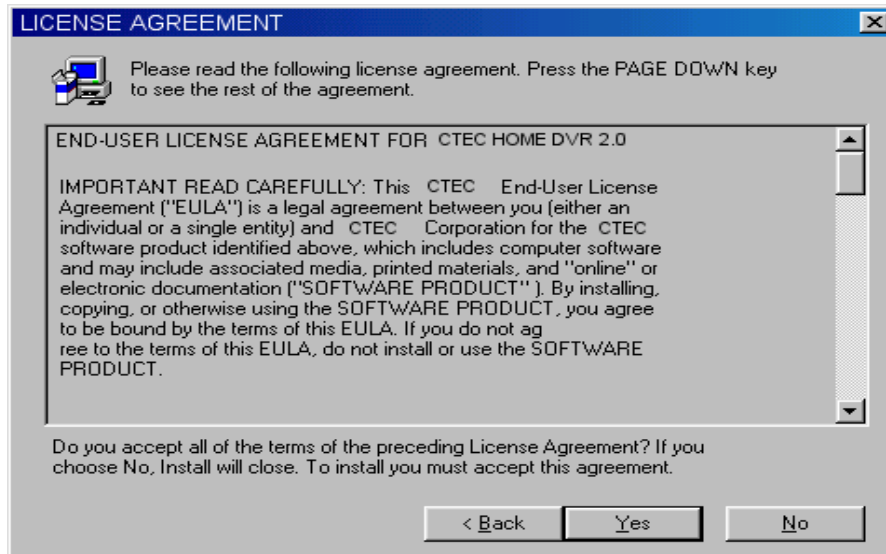 LICENSE AGREEMENT
Please read the following license agreement. Press the PAGE DOWN key
to see the rest of the agreement.
END-USER LICENSE AGREEMENT FOR CTEC HOME DVR 2.0
IMPORTANT READ CAREFULLY: This CTEC End-User License
Agreement ("EULA") is a legal agreement between you (either an
individual or a single entity) and CTEC Corporation for the CTEC
software product identified above, which includes computer software
and may include associated media, printed materials, and "online" or
electronic documentation ("SOFTWARE PRODUCT" ). By installing,
copying, or otherwise using the SOFTWARE PRODUCT, you agree
to be bound by the terms of this EULA. If you do not ag
ree to the terms of this EULA, do not install or use the SOFTWARE
PRODUCT.
Do you accept all of the terms of the preceding License Agreement? If you
choose No, Install will close. To install you must accept this agreement.
< Back Yes No